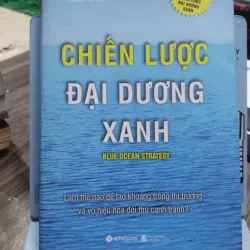 CHIẾN LƯỢC
ĐẠI DƯƠNG
XANH
BLUE OCEAN STRATEGY
Làm thế nào để tạo khoảng trống thị trường
và vô hiệu hóa đối thủ cạnh tranh?
alphabooks